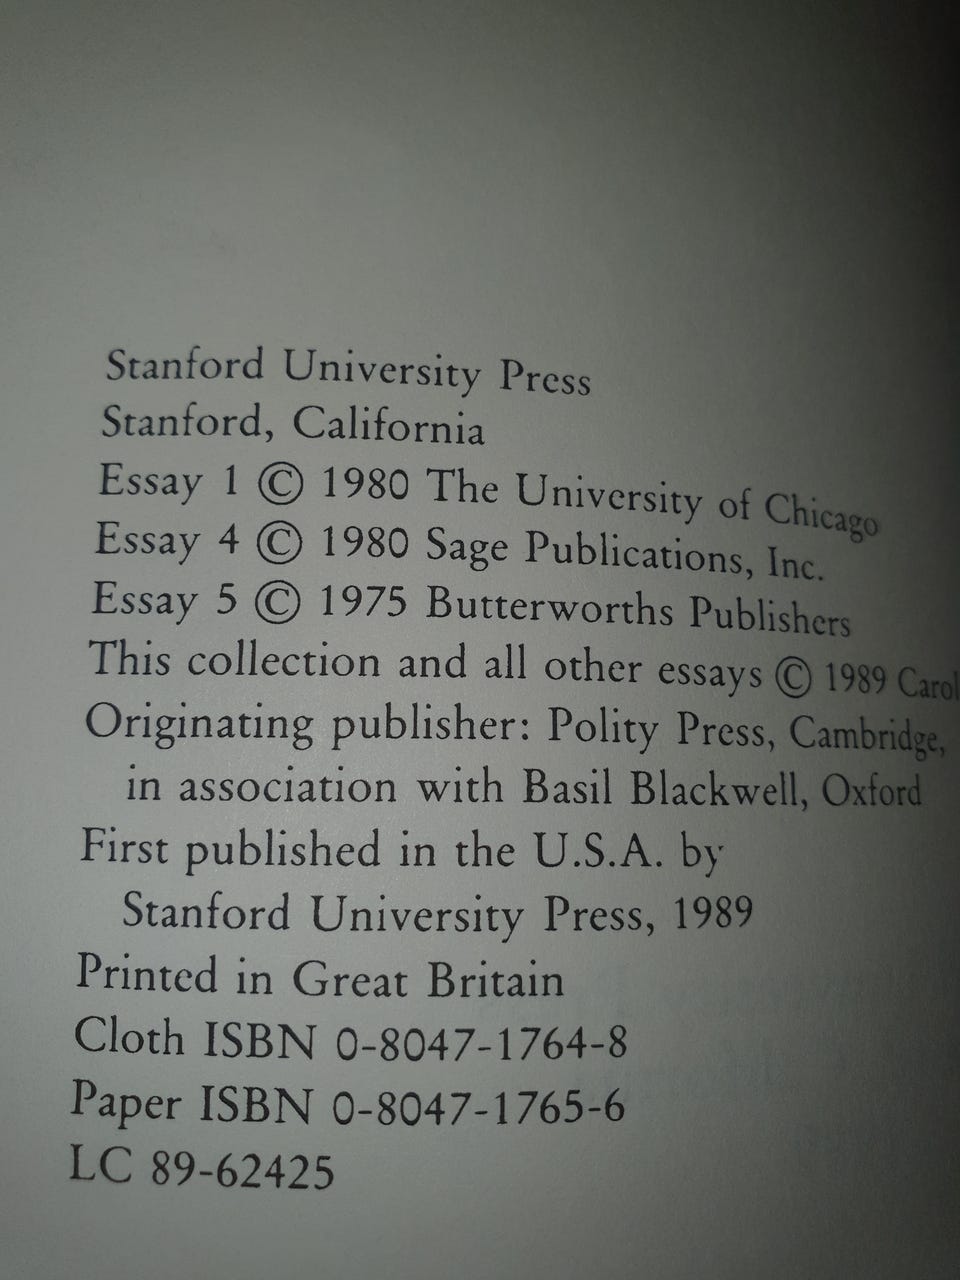 Stanford University Press
Stanford, California
Essay 1 © 1980 The University of Chicago
Essay 4 © 1980 Sage Publications, Inc.
Essay 5 © 1975 Butterworths Publishers
This collection and all other essays © 1989 Carol
Originating publisher: Polity Press, Cambridge,
in association with Basil Blackwell, Oxford
First published in the U.S.A. by
Stanford University Press, 1989
Printed in Great Britain
Cloth ISBN 0-8047-1764-8
Paper ISBN 0-8047-1765-6
LC 89-62425